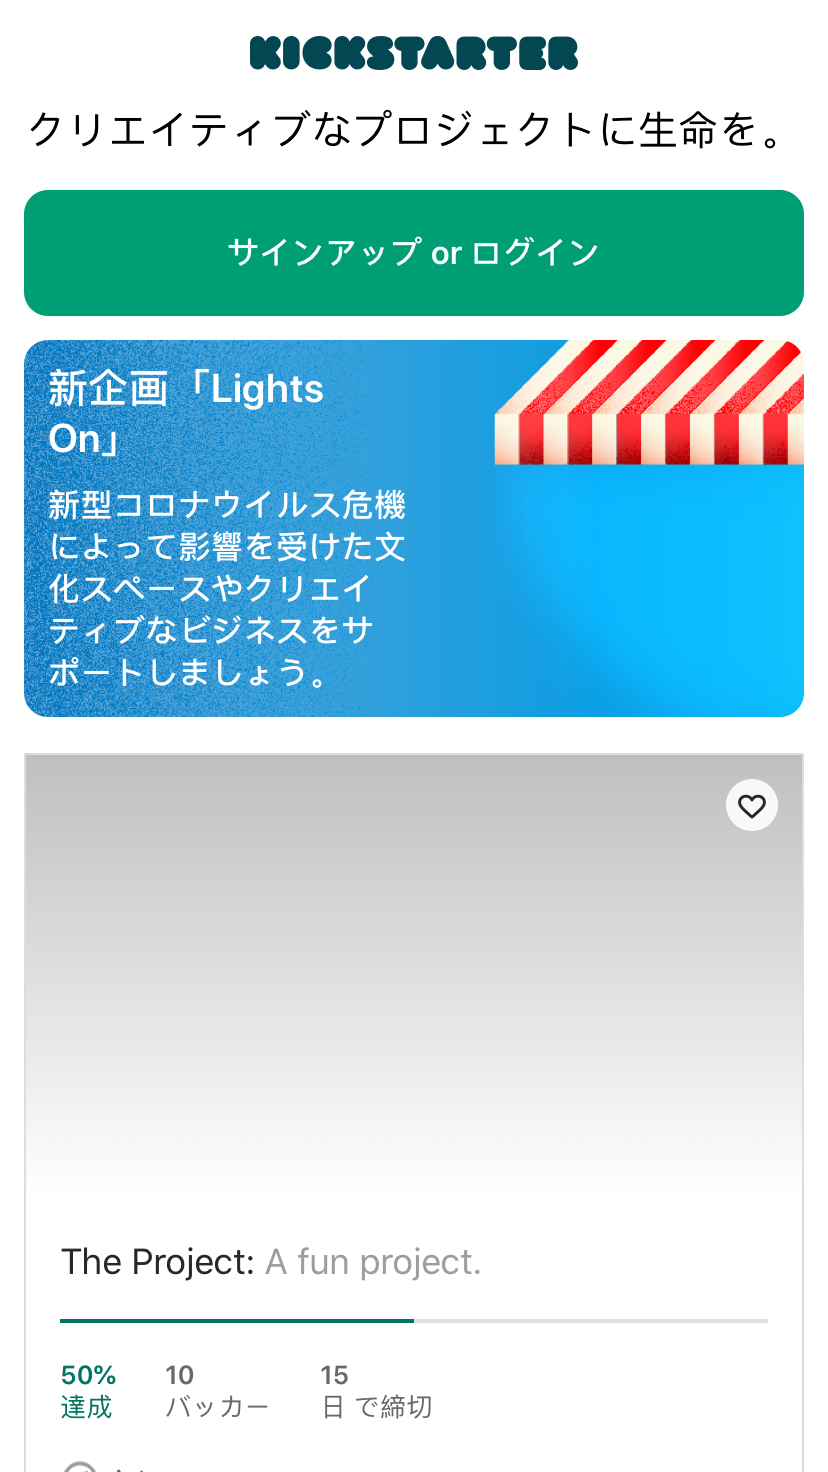 KICKSTARTER
クリエイティブなプロジェクトに生命を。
サインアップ or ログイン
新企画「Lights
On」
新型コロナウイルス危機
によって影響を受けた文
化スペースやクリエイ
ティブなビジネスをサ
ポートしましょう。
The Project: A fun project.
50% 10 15
達成 バッカー 日 で締切